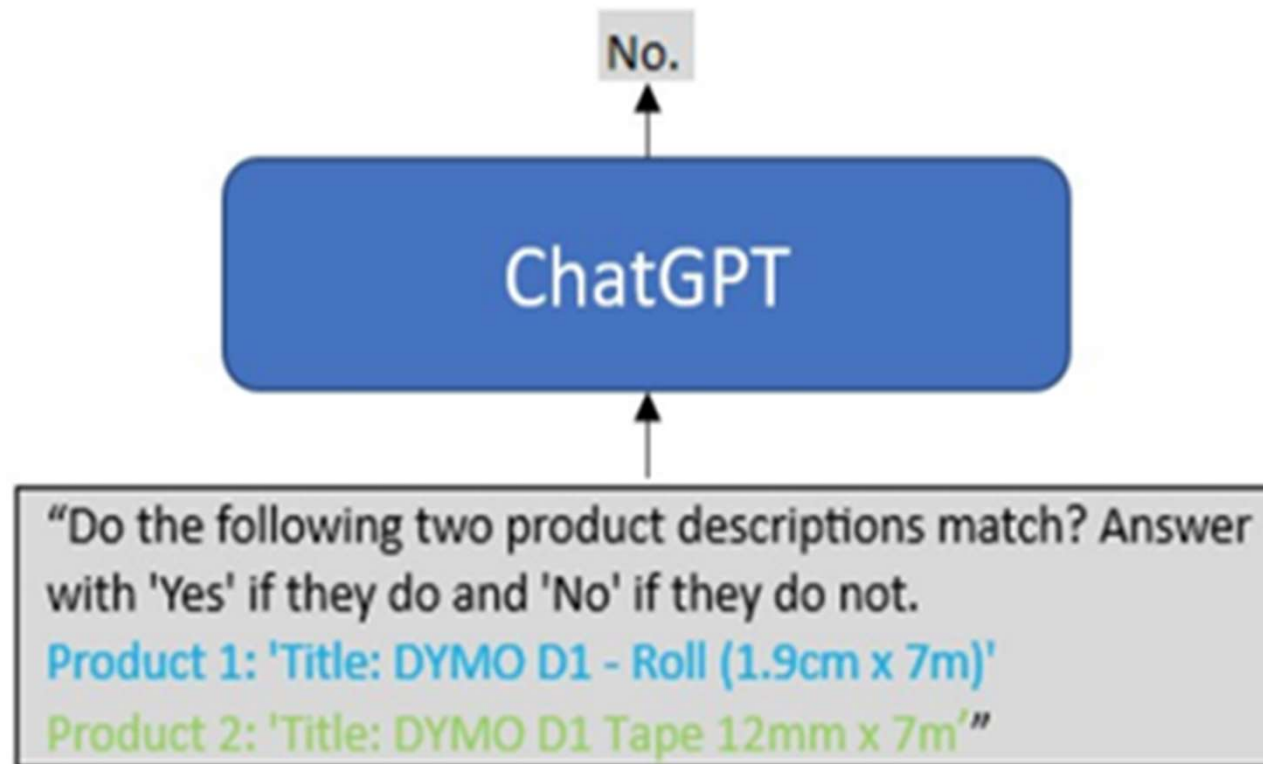 No.
ChatGPT
“Do the following two product descriptions match? Answer
with 'Yes' if they do and 'No' if they do not.
Product 1: 'Title: DYMO D1 - Roll (1.9cm x 7m)'
Product 2: 'Title: DYMO D1 Tape 12mm x 7m’”